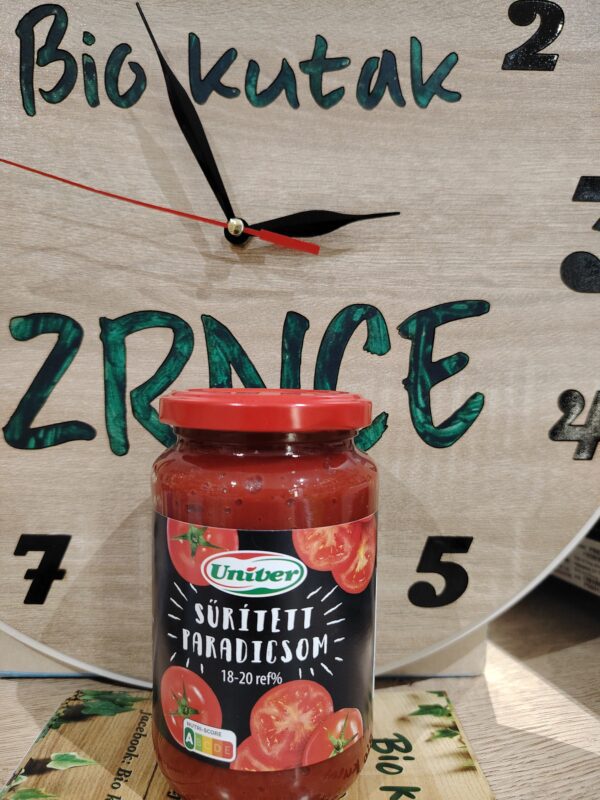 Bio kutak
2
3
ZRNCE
4
7
5
Univer
SŰRÍTETT
PARADICSOM
18-20 ref%
NUTRI-SCORE
A B C D E
facebook: Bio k
Bio K